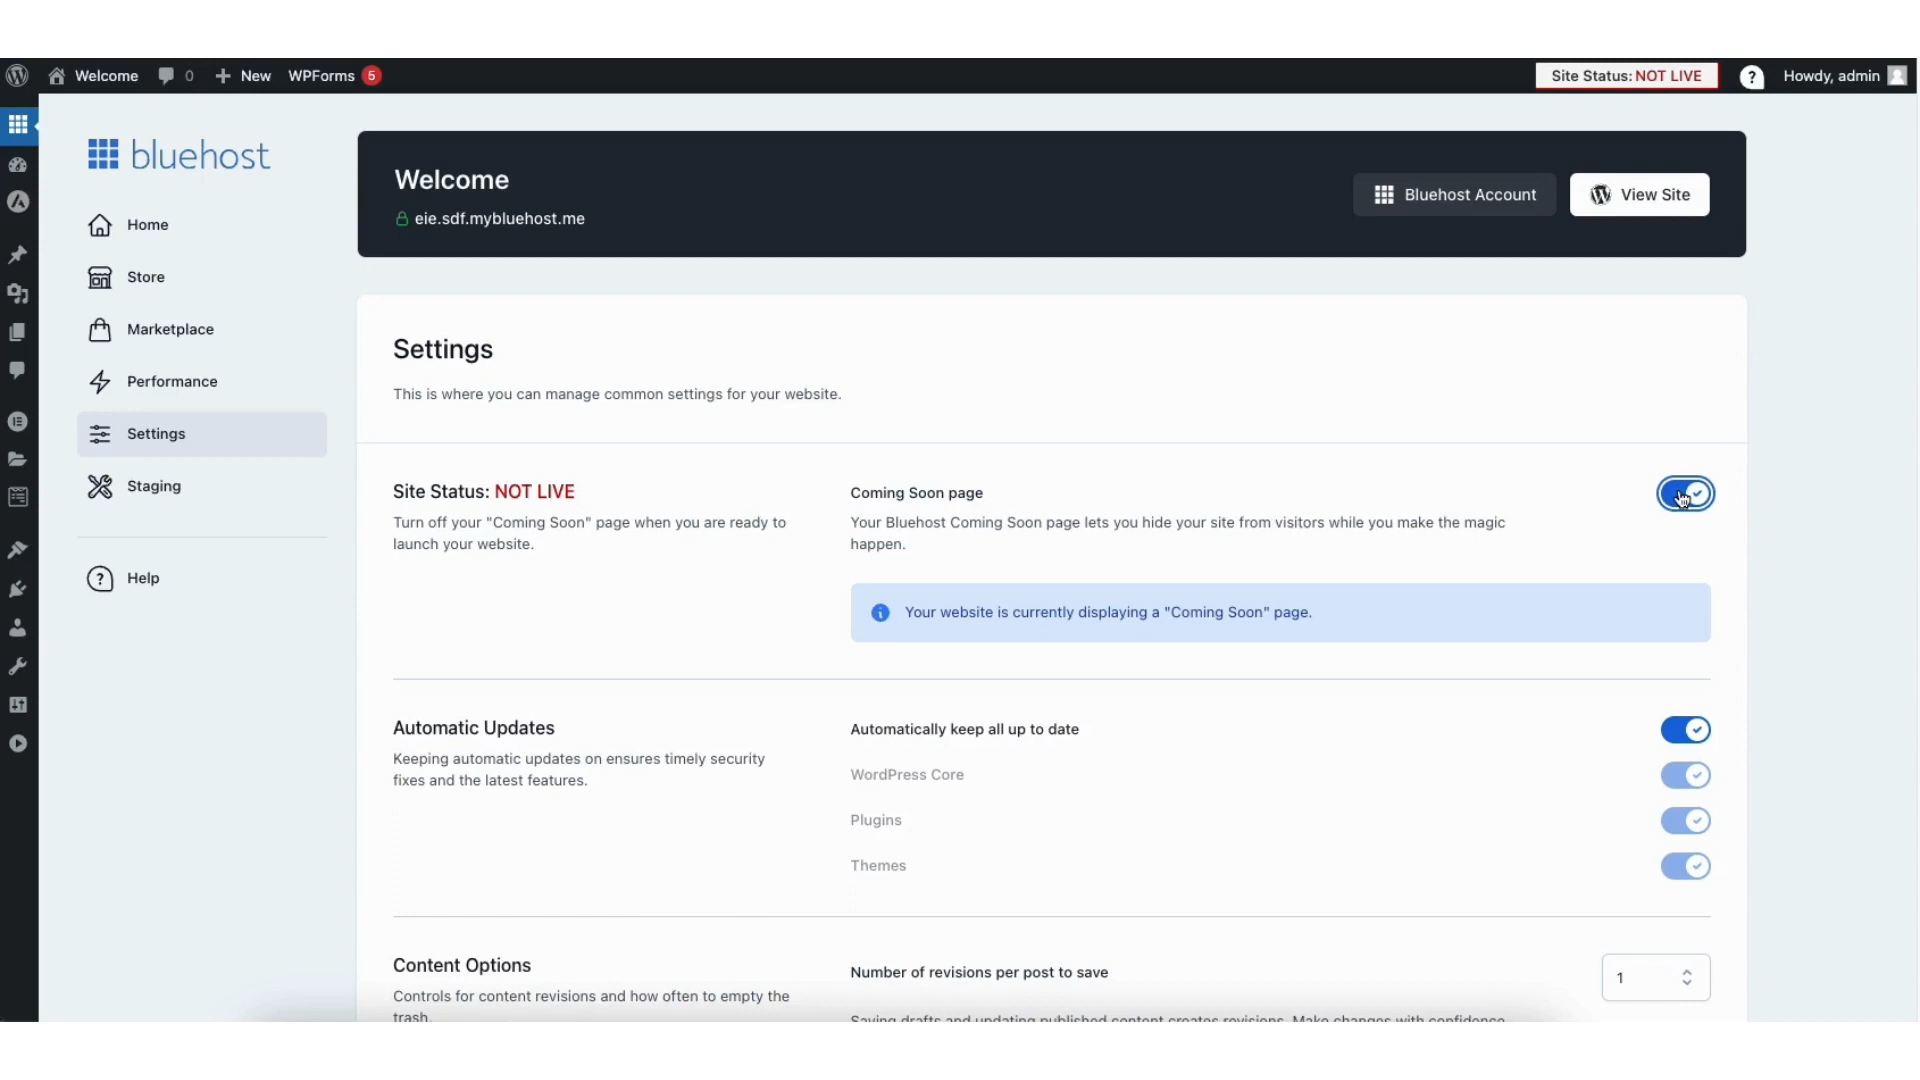 Welcome 0 New WPForms 5 Site Status: NOT LIVE ? Howdy, admin
bluehost
Home
Store
Marketplace
Performance
Settings
Staging
? Help
Welcome
eie.sdf.mybluehost.me
Bluehost Account
View Site
Settings
This is where you can manage common settings for your website.
Site Status: NOT LIVE
Turn off your "Coming Soon" page when you are ready to
launch your website.
Coming Soon page
Your Bluehost Coming Soon page lets you hide your site from visitors while you make the magic
happen.
Your website is currently displaying a "Coming Soon" page.
Automatic Updates
Keeping automatic updates on ensures timely security
fixes and the latest features.
Automatically keep all up to date
WordPress Core
Plugins
Themes
Content Options
Controls for content revisions and how often to empty the
trash.
Number of revisions per post to save
1
Saving drafts and updating published content creates revisions. Make changes with confidence